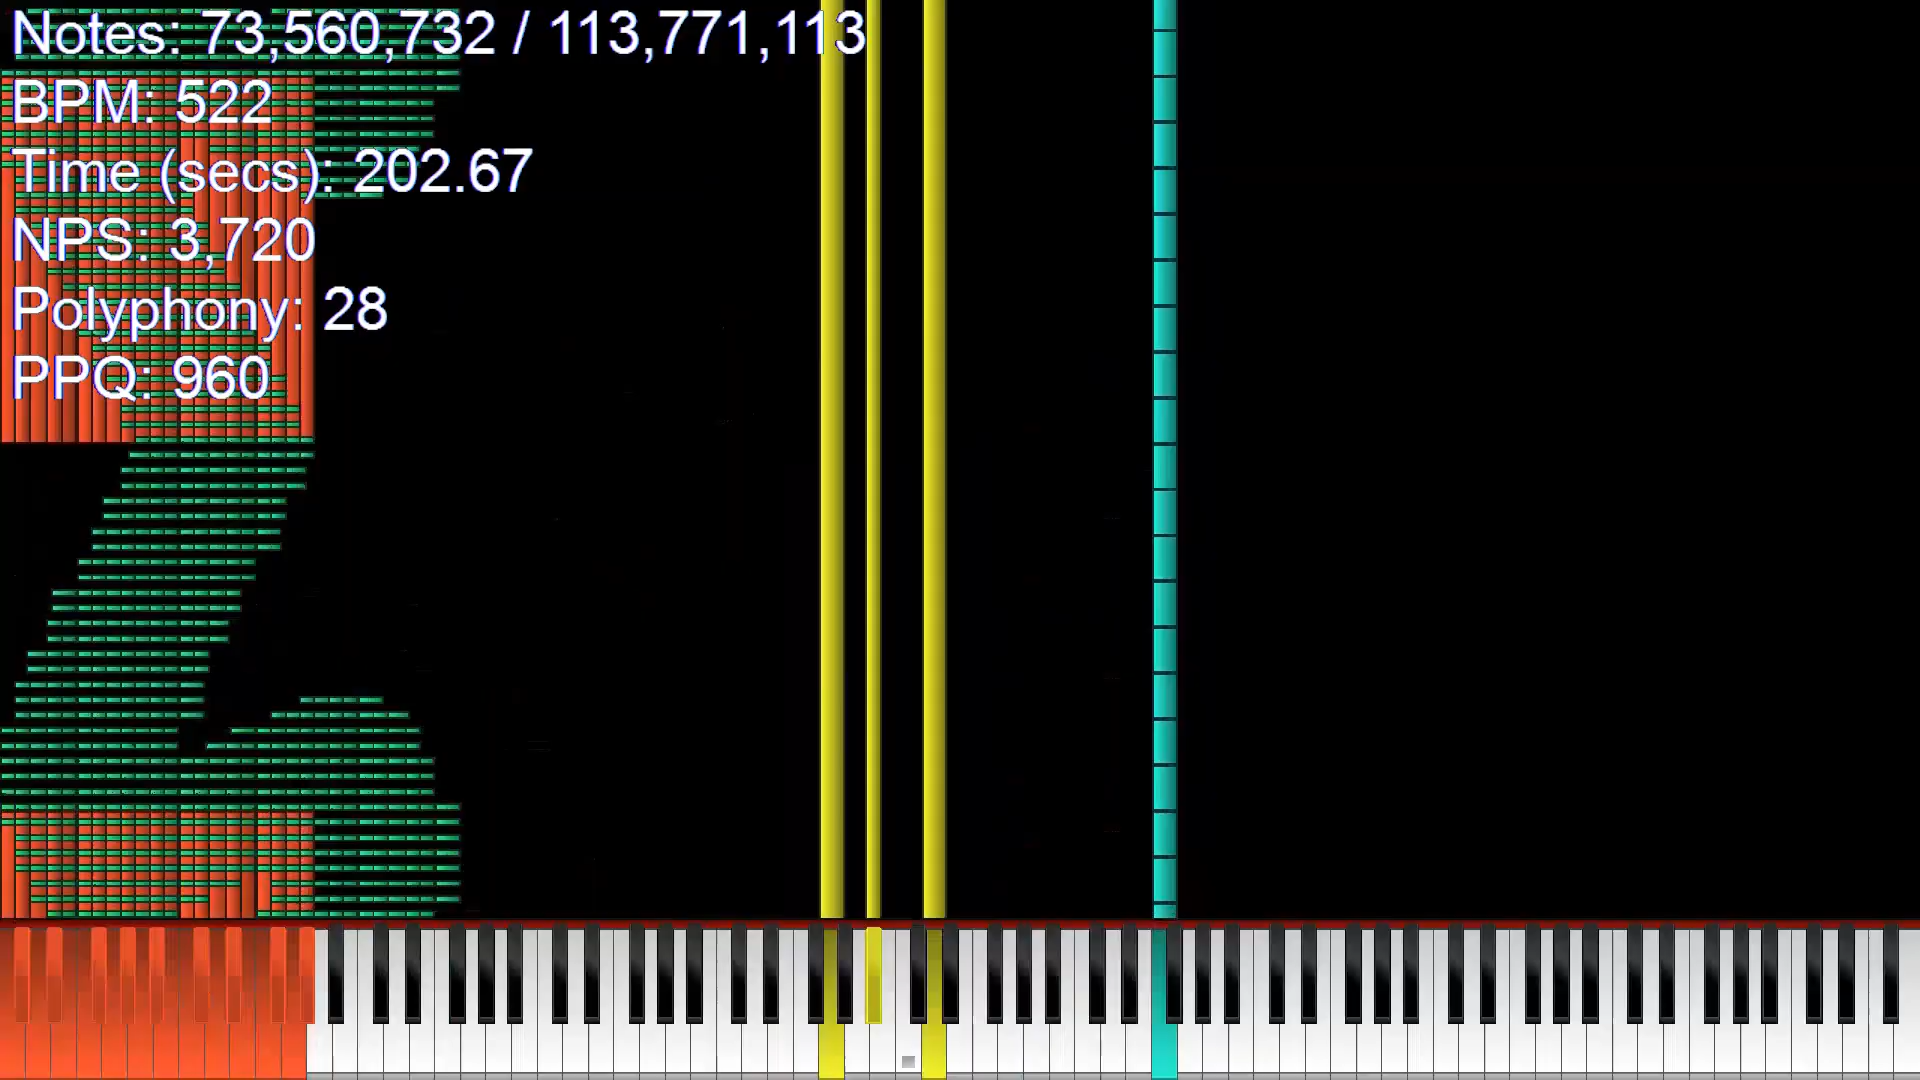 Notes: 73,560,732 / 113,771,113
BPM: 522
Time (secs): 202.67
NPS: 3,720
Polyphony: 28
PPQ: 960